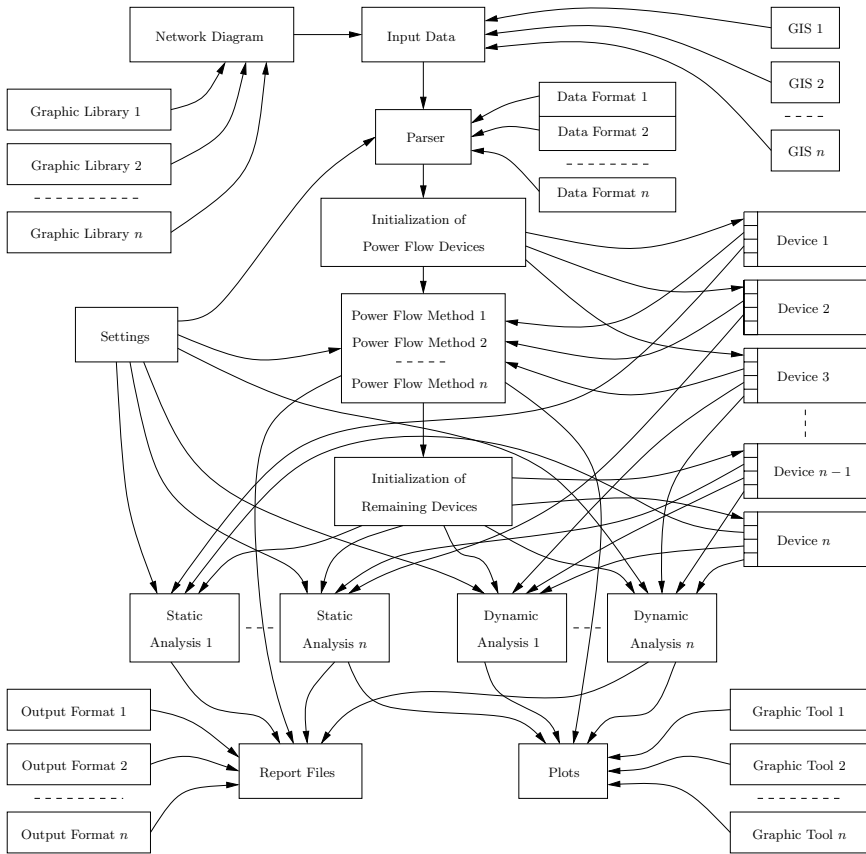 Network Diagram
Input Data
GIS 1
GIS 2
GIS n
Graphic Library 1
Graphic Library 2
Graphic Library n
Data Format 1
Data Format 2
Data Format n
Parser
Initialization of
Power Flow Devices
Device 1
Device 2
Device 3
Device n − 1
Device n
Settings
Power Flow Method 1
Power Flow Method 2
Power Flow Method n
Initialization of
Remaining Devices
Static
Analysis 1
Static
Analysis n
Dynamic
Analysis 1
Dynamic
Analysis n
Output Format 1
Output Format 2
Output Format n
Report Files
Plots
Graphic Tool 1
Graphic Tool 2
Graphic Tool n